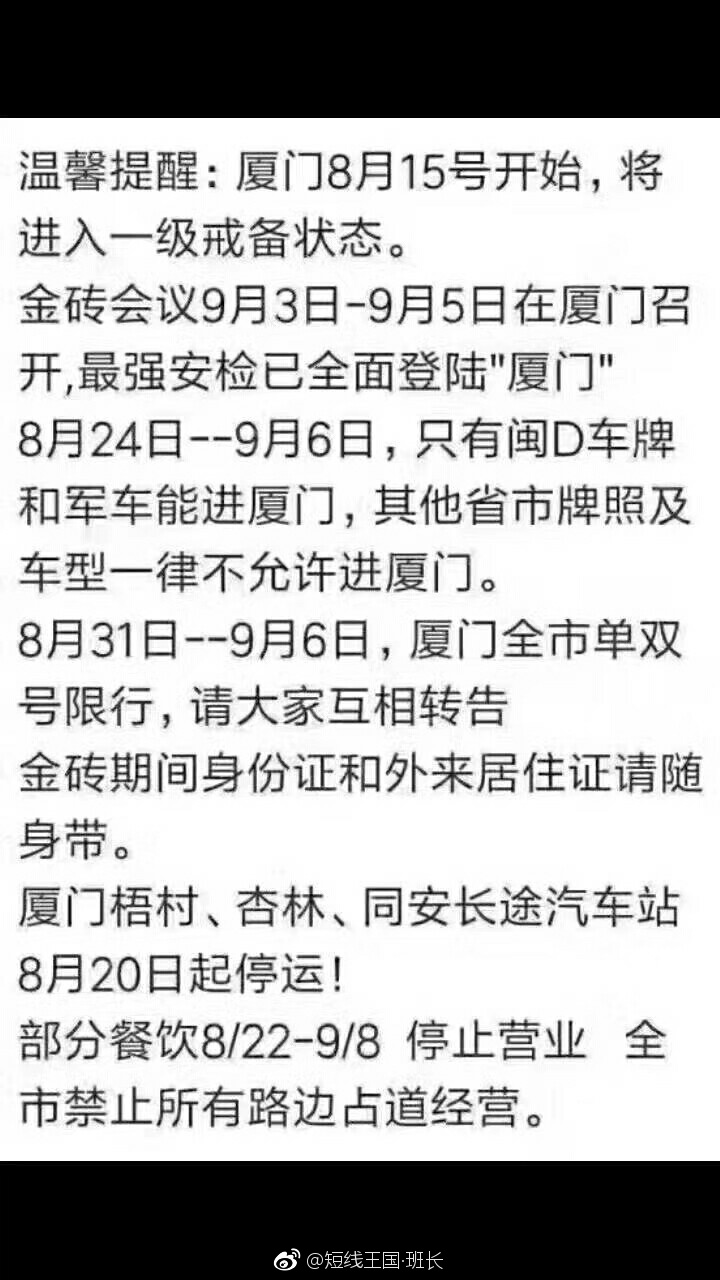 温馨提醒：厦门8月15号开始，将
进入一级戒备状态。
金砖会议9月3日-9月5日在厦门召
开,最强安检已全面登陆"厦门"
8月24日--9月6日，只有闽D车牌
和军车能进厦门，其他省市牌照及
车型一律不允许进厦门。
8月31日--9月6日，厦门全市单双
号限行，请大家互相转告
金砖期间身份证和外来居住证请随
身带。
厦门梧村、杏林、同安长途汽车站
8月20日起停运！
部分餐饮8/22-9/8 停止营业 全
市禁止所有路边占道经营。
@短线王国·班长